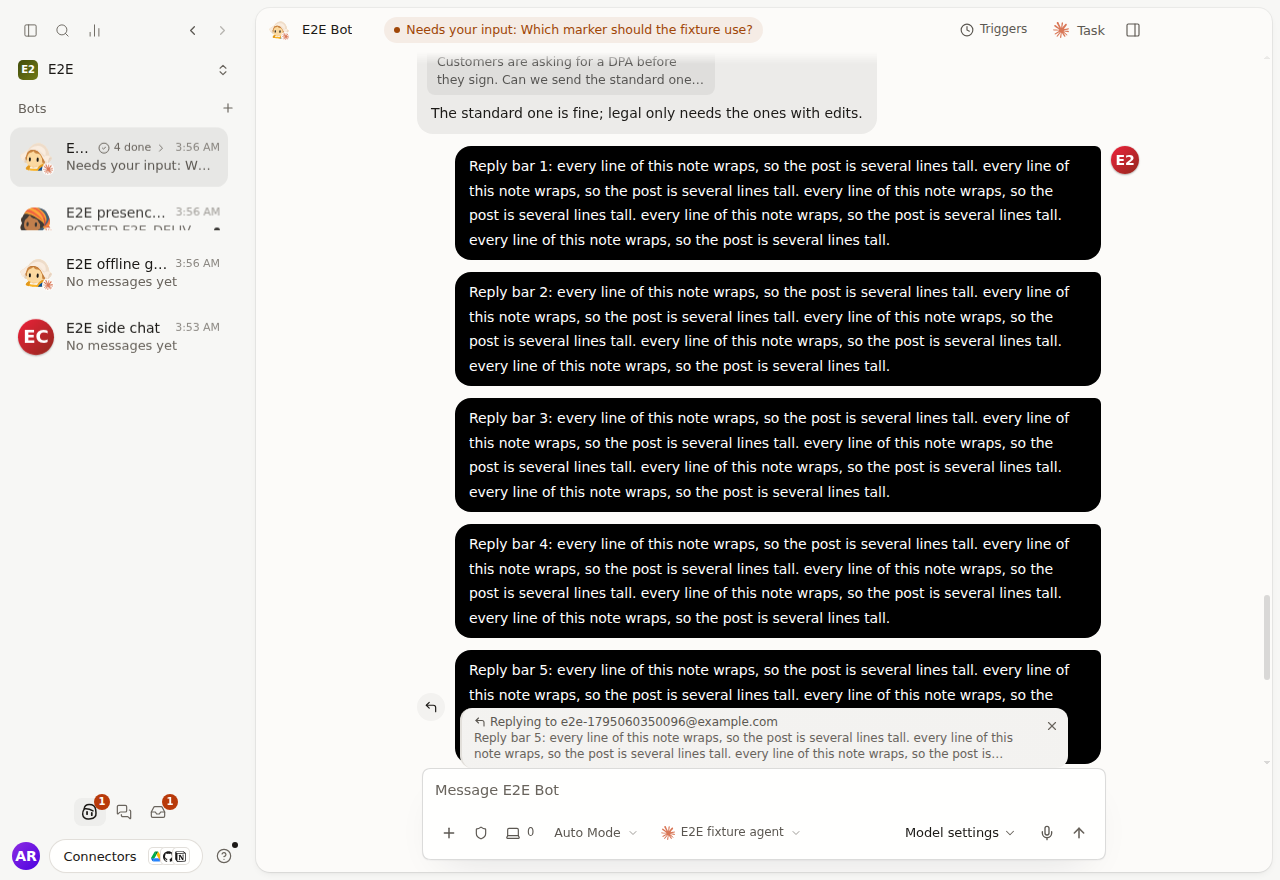 E2 E2E
Bots
E... 4 done 3:56 AM
Needs your input: W...
E2E presenc... 3:56 AM
POSTED E2E_DELIV
E2E offline g... 3:56 AM
No messages yet
EC E2E side chat 3:53 AM
No messages yet
1 1
AR Connectors
E2E Bot Needs your input: Which marker should the fixture use? Triggers Task
Customers are asking for a DPA before
they sign. Can we send the standard one...
The standard one is fine; legal only needs the ones with edits.
E2
Reply bar 1: every line of this note wraps, so the post is several lines tall. every line of
this note wraps, so the post is several lines tall. every line of this note wraps, so the
post is several lines tall. every line of this note wraps, so the post is several lines tall.
every line of this note wraps, so the post is several lines tall.
Reply bar 2: every line of this note wraps, so the post is several lines tall. every line of
this note wraps, so the post is several lines tall. every line of this note wraps, so the
post is several lines tall. every line of this note wraps, so the post is several lines tall.
every line of this note wraps, so the post is several lines tall.
Reply bar 3: every line of this note wraps, so the post is several lines tall. every line of
this note wraps, so the post is several lines tall. every line of this note wraps, so the
post is several lines tall. every line of this note wraps, so the post is several lines tall.
every line of this note wraps, so the post is several lines tall.
Reply bar 4: every line of this note wraps, so the post is several lines tall. every line of
this note wraps, so the post is several lines tall. every line of this note wraps, so the
post is several lines tall. every line of this note wraps, so the post is several lines tall.
every line of this note wraps, so the post is several lines tall.
Reply bar 5: every line of this note wraps, so the post is several lines tall. every line of
this note wraps, so the post is several lines tall. every line of this note wraps, so the
Replying to e2e-1795060350096@example.com
Reply bar 5: every line of this note wraps, so the post is several lines tall. every line of this
note wraps, so the post is several lines tall. every line of this note wraps, so the post is...
Message E2E Bot
0 Auto Mode E2E fixture agent Model settings